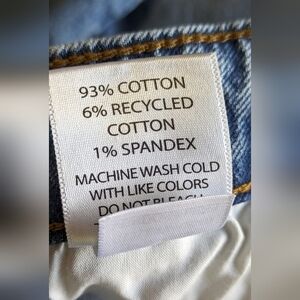 93% COTTON
6% RECYCLED
COTTON
1% SPANDEX
MACHINE WASH COLD
WITH LIKE COLORS
DO NOT BLEACH